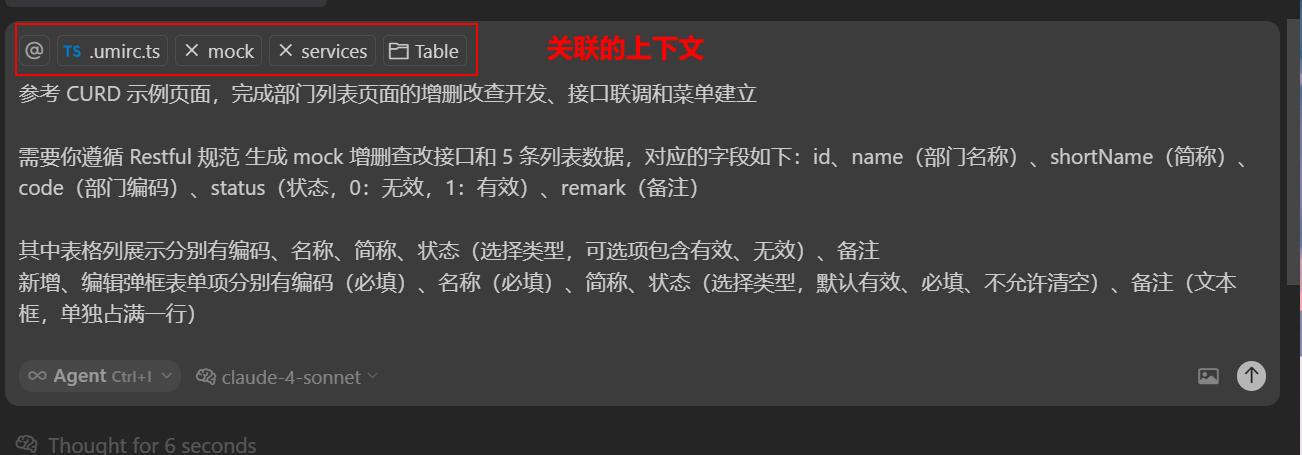 @ TS .umirc.ts × mock × services Table 关联的上下文
参考 CURD 示例页面，完成部门列表页面的增删改查开发、接口联调和菜单建立
需要你遵循 Restful 规范 生成 mock 增删查改接口和 5 条列表数据，对应的字段如下：id、name（部门名称）、shortName（简称）、
code（部门编码）、status（状态，0：无效，1：有效）、remark（备注）
其中表格列展示分别有编码、名称、简称、状态（选择类型，可选项包含有效、无效）、备注
新增、编辑弹框表单项分别有编码（必填）、名称（必填）、简称、状态（选择类型，默认有效、必填、不允许清空）、备注（文本
框，单独占满一行）
∞ Agent Ctrl+I claude-4-sonnet
Thought for 6 seconds